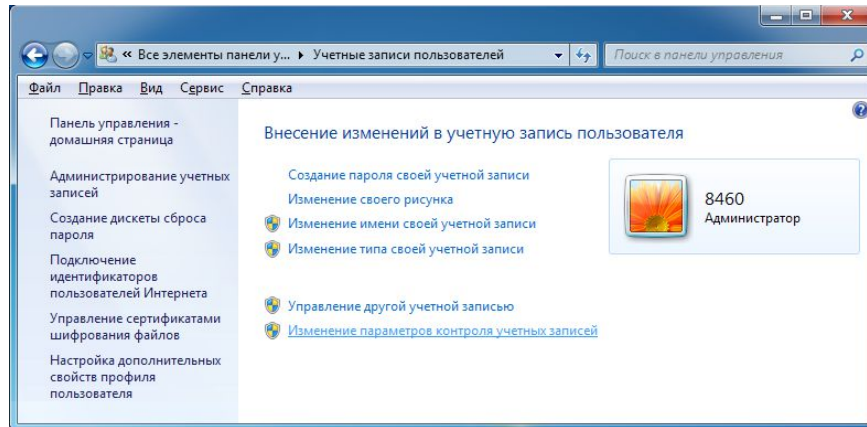 « Все элементы панели у... ▸ Учетные записи пользователей
Поиск в панели управления
Файл Правка Вид Сервис Справка
Панель управления -
домашняя страница
Администрирование учетных
записей
Создание дискеты сброса
пароля
Подключение
идентификаторов
пользователей Интернета
Управление сертификатами
шифрования файлов
Настройка дополнительных
свойств профиля
пользователя
Внесение изменений в учетную запись пользователя
Создание пароля своей учетной записи
Изменение своего рисунка
Изменение имени своей учетной записи
Изменение типа своей учетной записи
Управление другой учетной записью
Изменение параметров контроля учетных записей
8460
Администратор